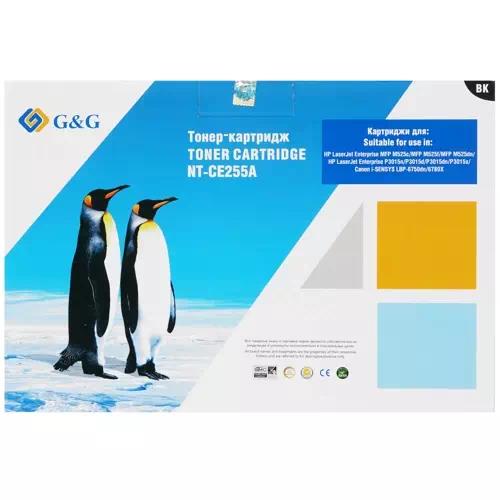 BK
G&G
Тонер-картридж
TONER CARTRIDGE
NT-CE255A
Картриджи для:
Suitable for use in:
HP LaserJet Enterprise MFP M525c/MFP M525f/MFP M525dn/
HP LaserJet Enterprise P3015n/P3015d/P3015dn/P3015x/
Canon i-SENSYS LBP-6750dn/6780X